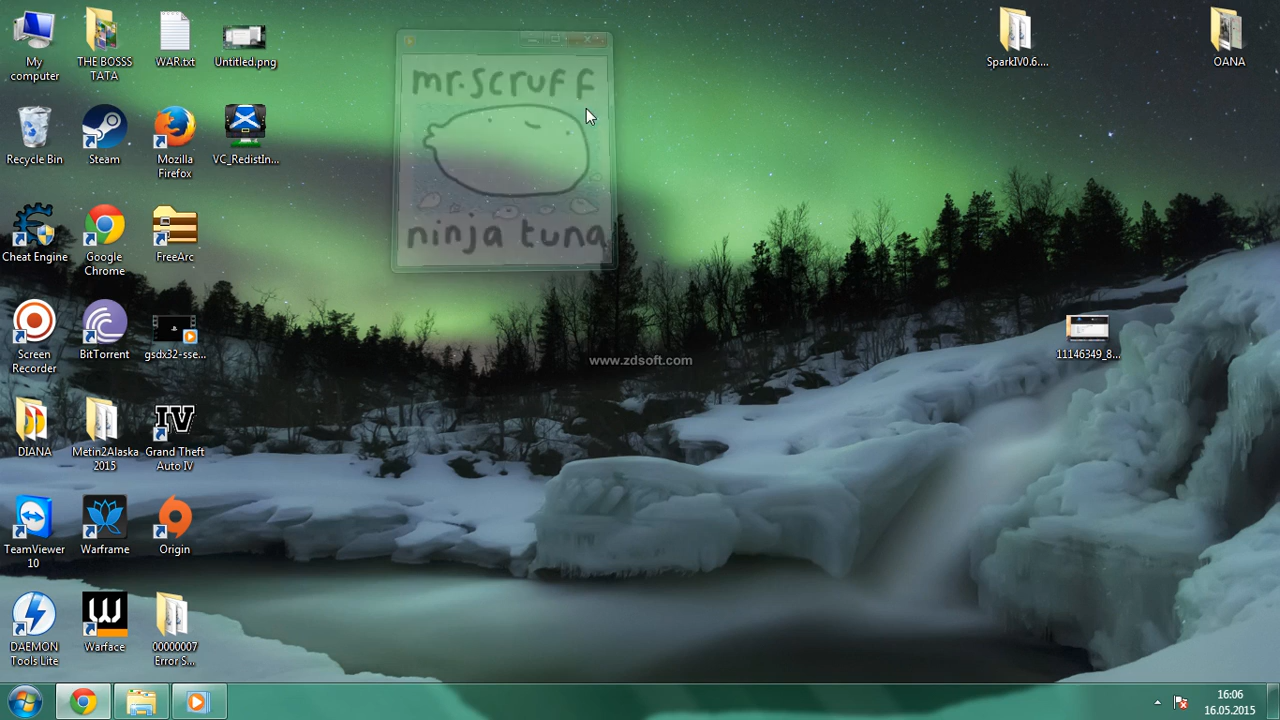 My
computer
THE BOSSS
TATA
WAR.txt
Untitled.png
SparkIV0.6....
OANA
mr.scruff
ninja tuna
Recycle Bin
Steam
Mozilla
Firefox
VC_RedistIn...
Cheat Engine
Google
Chrome
FreeArc
Screen
Recorder
BitTorrent
gsdx32-sse...
www.zdsoft.com
11146349_8...
DIANA
Metin2Alaska
2015
IV
Grand Theft
Auto IV
TeamViewer
10
Warframe
Origin
DAEMON
Tools Lite
Warface
00000007
Error S...
16:06
16.05.2015